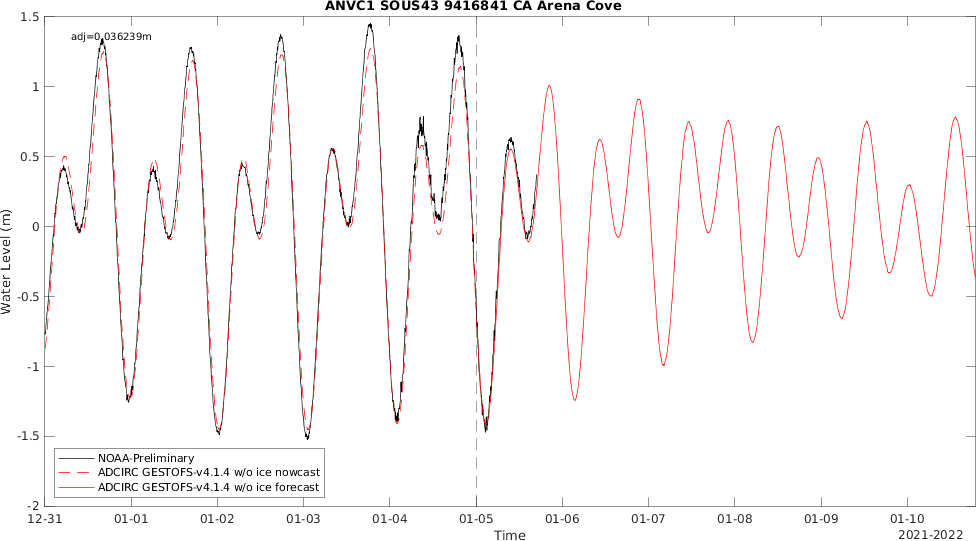 ANVC1 SOUS43 9416841 CA Arena Cove
adj=0.036239m
Water Level (m)
1.5
1
0.5
0
-0.5
-1
-1.5
-2
NOAA-Preliminary
ADCIRC GESTOFS-v4.1.4 w/o ice nowcast
ADCIRC GESTOFS-v4.1.4 w/o ice forecast
12-31 01-01 01-02 01-03 01-04 01-05 01-06 01-07 01-08 01-09 01-10
Time
2021-2022